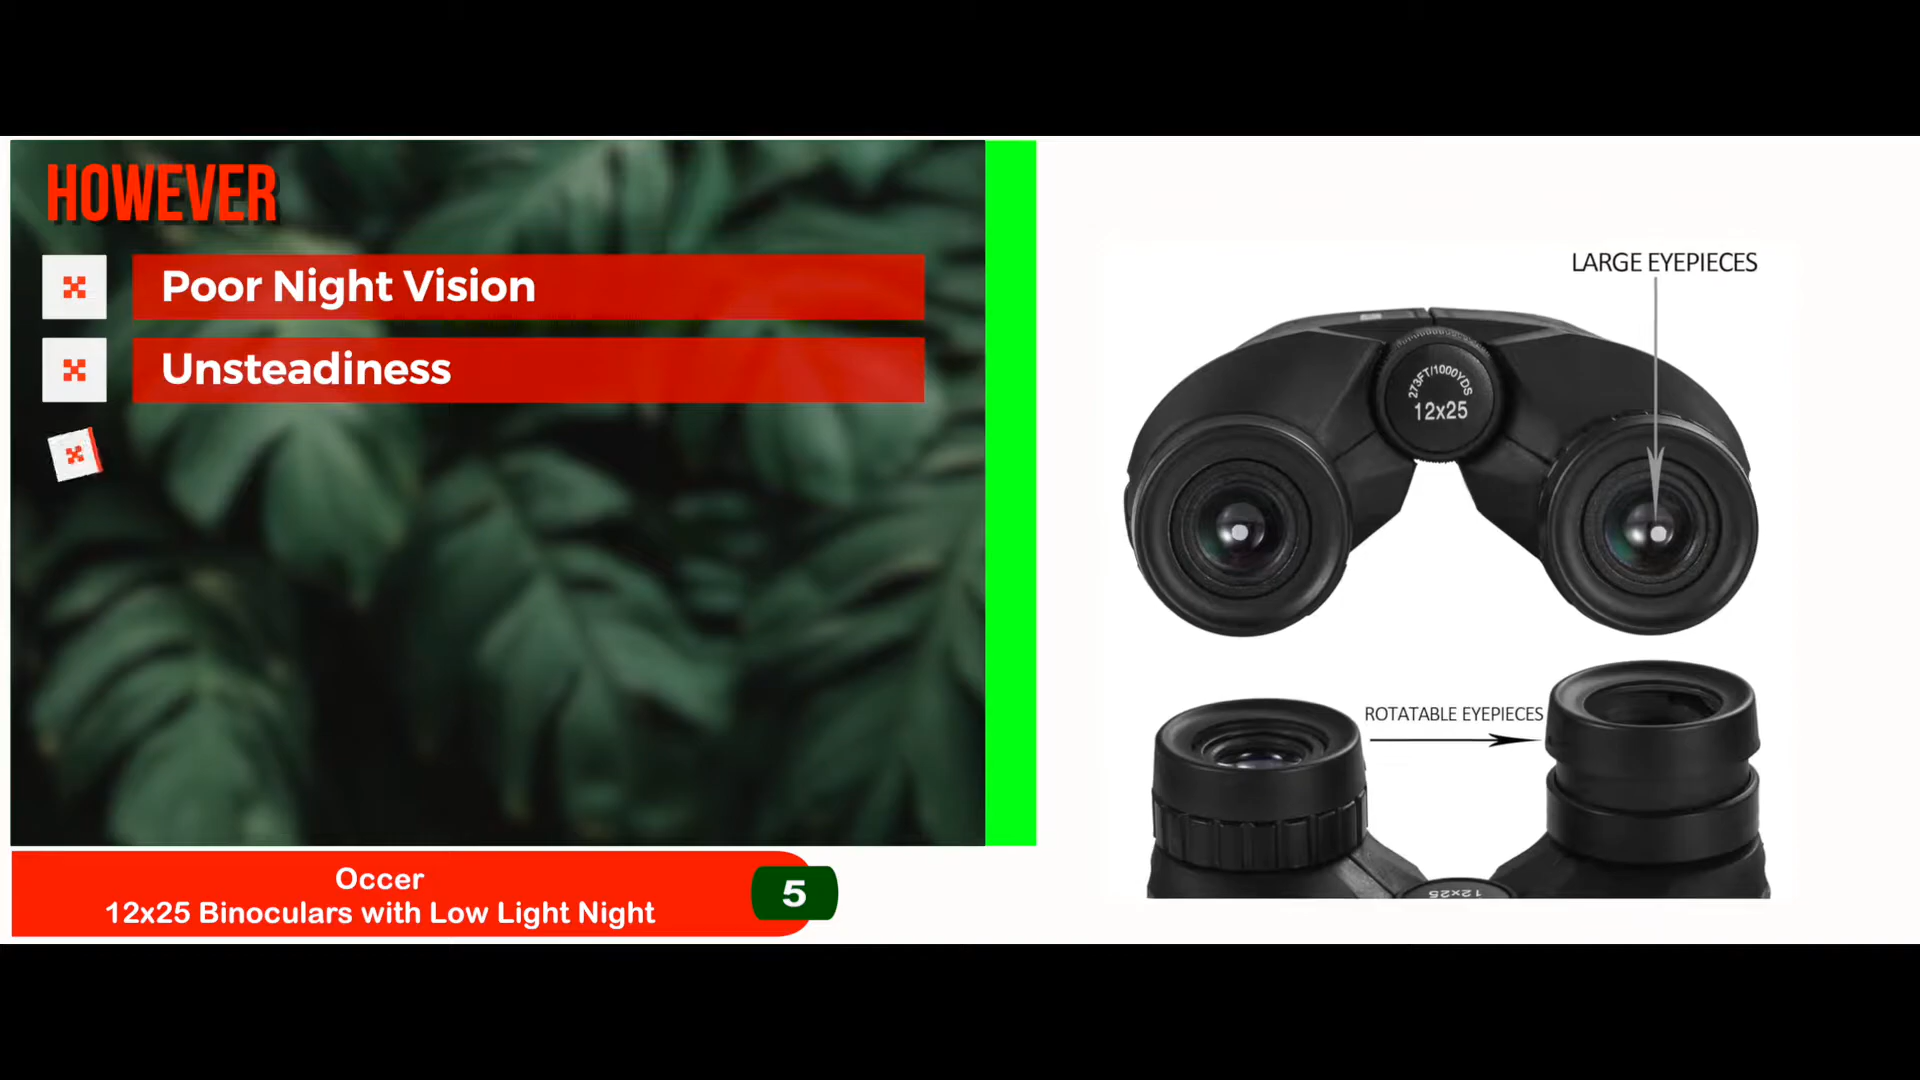 HOWEVER
Poor Night Vision
Unsteadiness
LARGE EYEPIECES
273FT/1000YDS
12x25
ROTATABLE EYEPIECES
12x25
Occer
12x25 Binoculars with Low Light Night
5